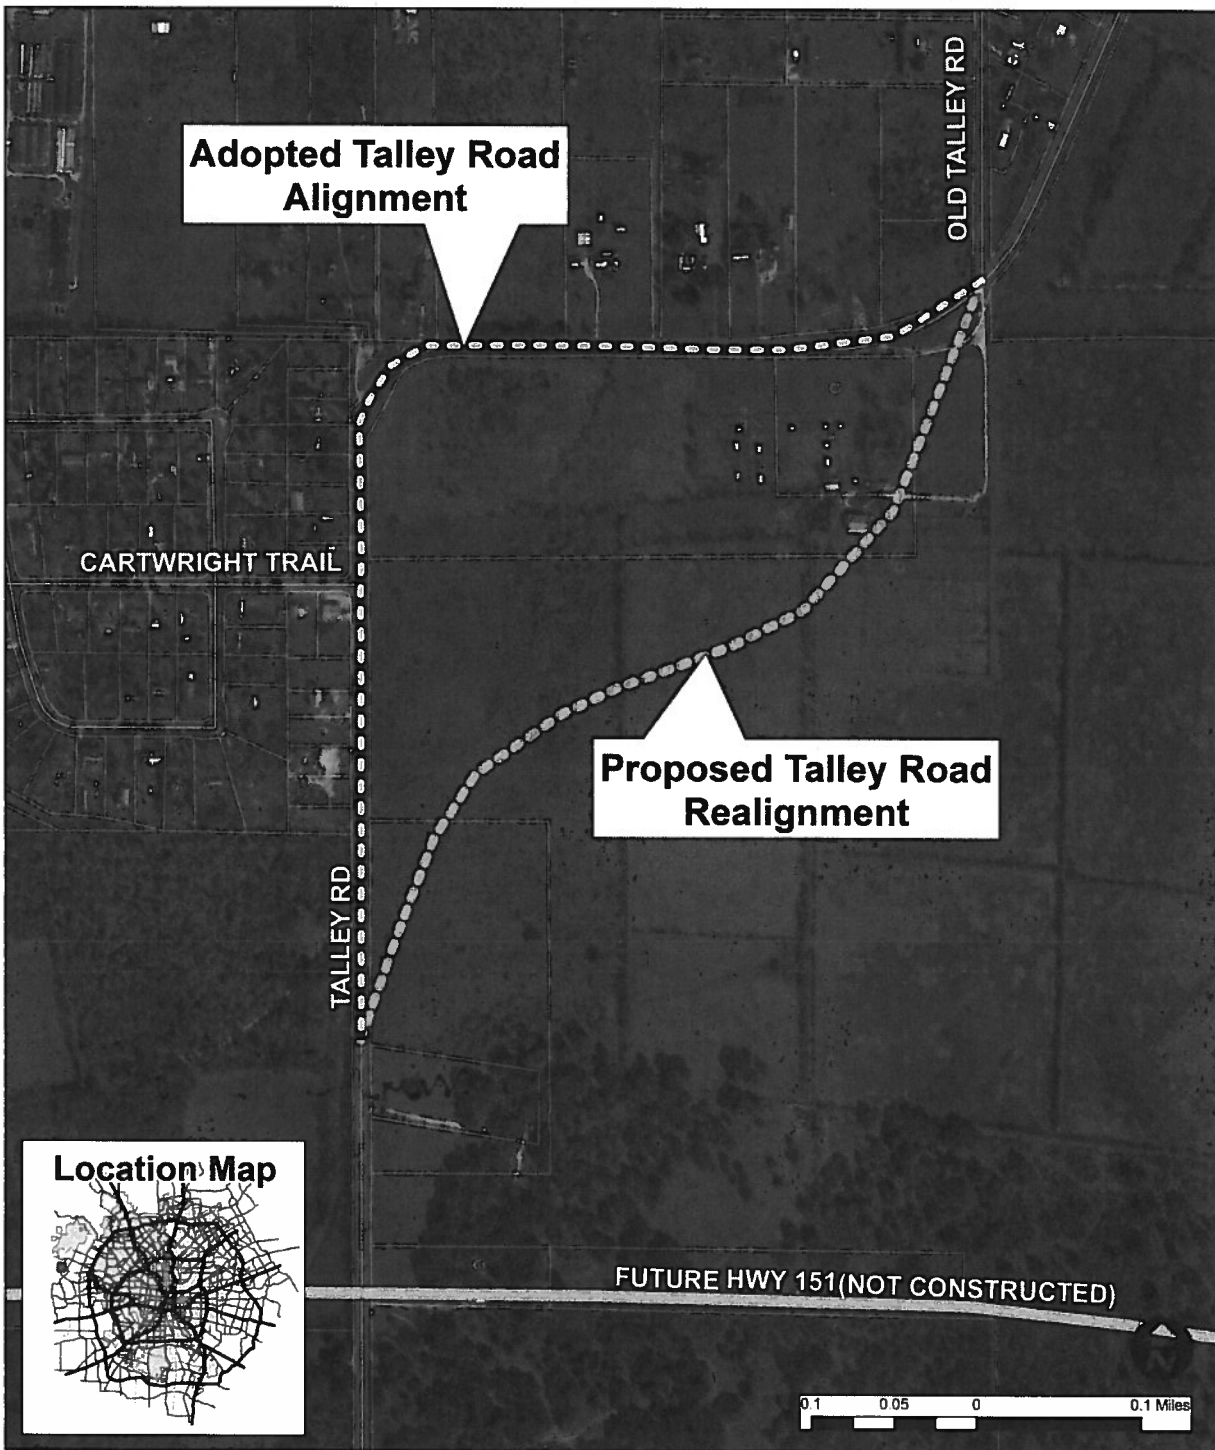 OLD TALLEY RD
Adopted Talley Road
Alignment
CARTWRIGHT TRAIL
Proposed Talley Road
Realignment
TALLEY RD
Location Map
FUTURE HWY 151(NOT CONSTRUCTED)
N
0.1 0.05 0 0.1 Miles